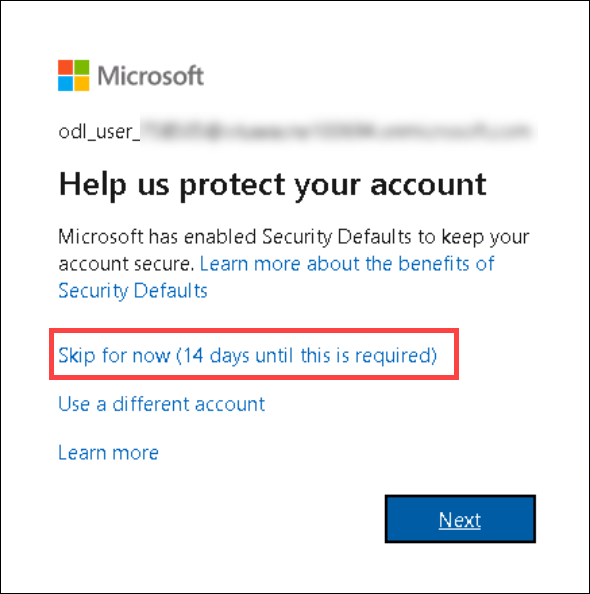 Microsoft
odl_user_
Help us protect your account
Microsoft has enabled Security Defaults to keep your
account secure. Learn more about the benefits of
Security Defaults
Skip for now (14 days until this is required)
Use a different account
Learn more
Next